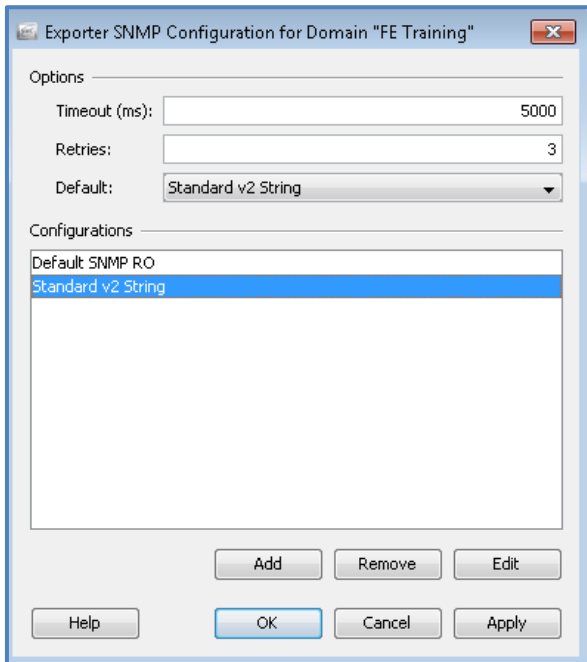 Exporter SNMP Configuration for Domain "FE Training"
Options
Timeout (ms): 5000
Retries: 3
Default: Standard v2 String
Configurations
Default SNMP RO
Standard v2 String
Add Remove Edit
Help OK Cancel Apply